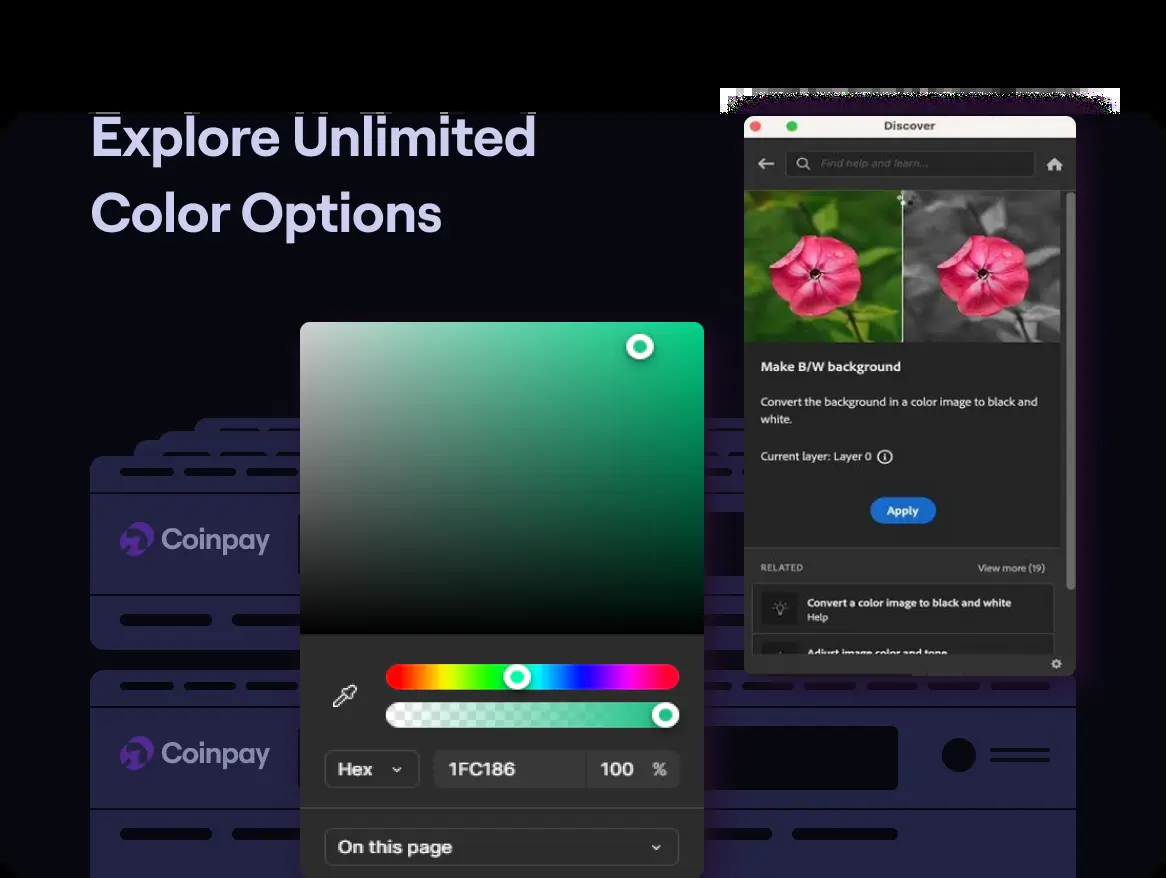 Explore Unlimited
Color Options
Discover
Find help and learn...
Make B/W background
Convert the background in a color image to black and
white.
Current layer: Layer 0
Apply
RELATED
View more (19)
Convert a color image to black and white
Help
Adjust image color and tone
Coinpay
Coinpay
Hex
1FC186
100 %
On this page